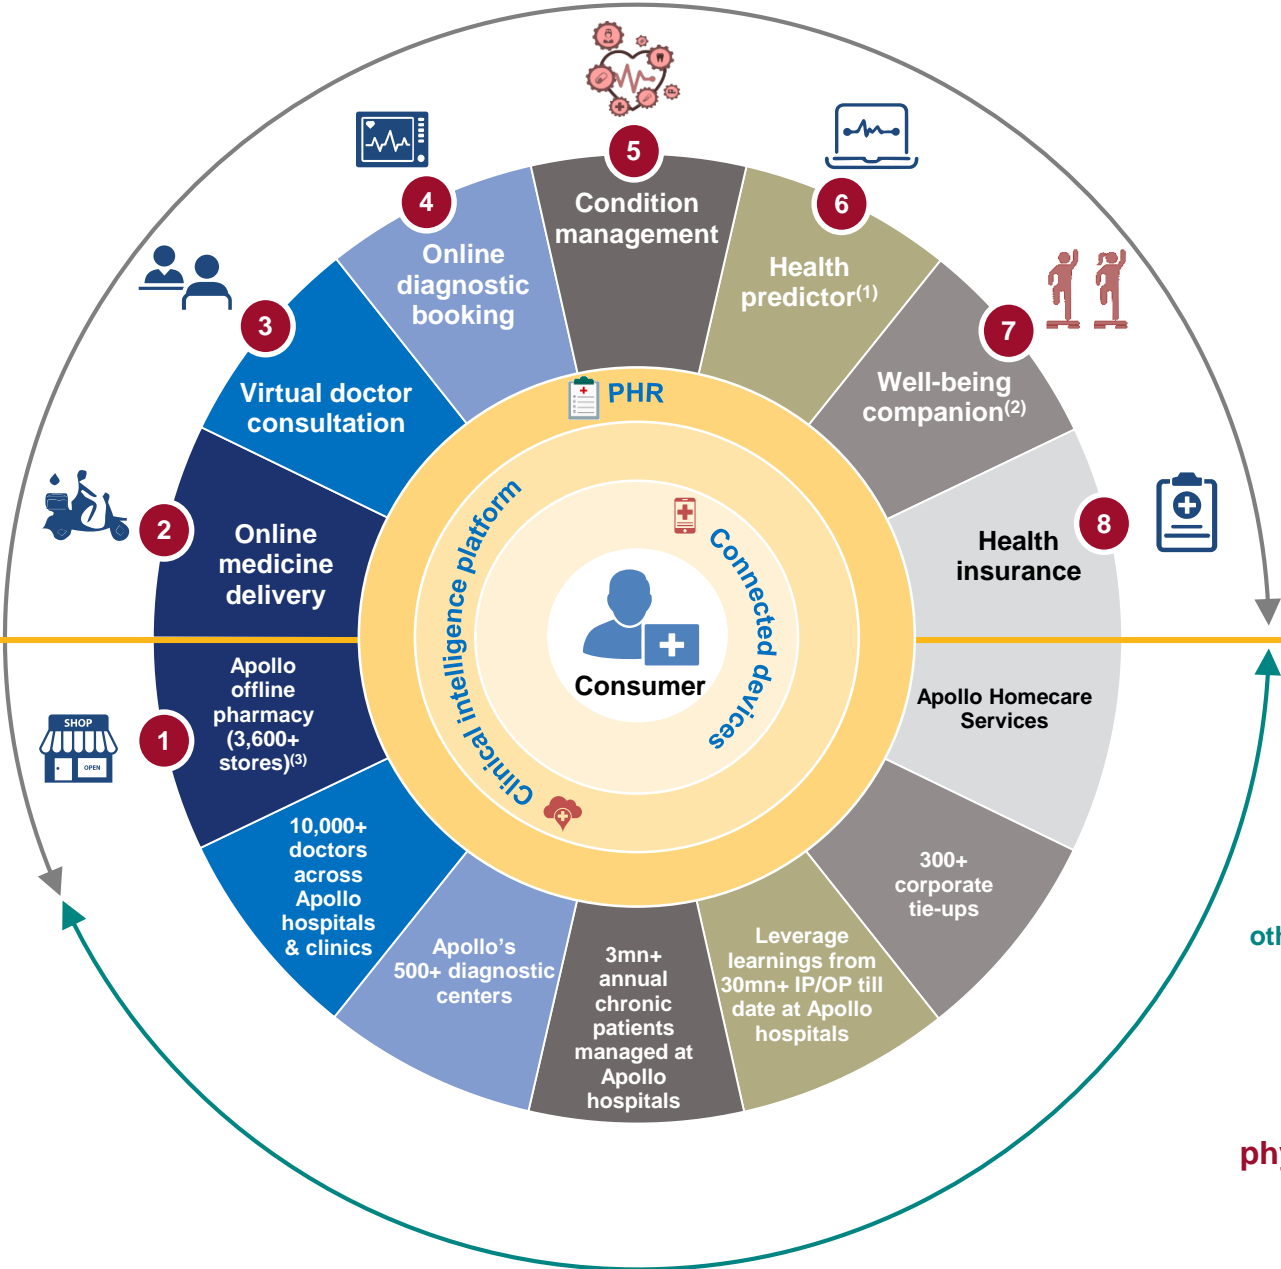 5
Condition
management
4
Online
diagnostic
booking
6
Health
predictor(1)
3
Virtual doctor
consultation
7
Well-being
companion(2)
2
Online
medicine
delivery
8
Health
insurance
PHR
Clinical intelligence platform
Connected devices
Consumer
SHOP
OPEN
1
Apollo
offline
pharmacy
(3,600+
stores)(3)
Apollo Homecare
Services
10,000+
doctors
across
Apollo
hospitals
& clinics
Apollo's
500+ diagnostic
centers
3mn+
annual
chronic
patients
managed at
Apollo
hospitals
Leverage
learnings from
30mn+ IP/OP till
date at Apollo
hospitals
300+
corporate
tie-ups